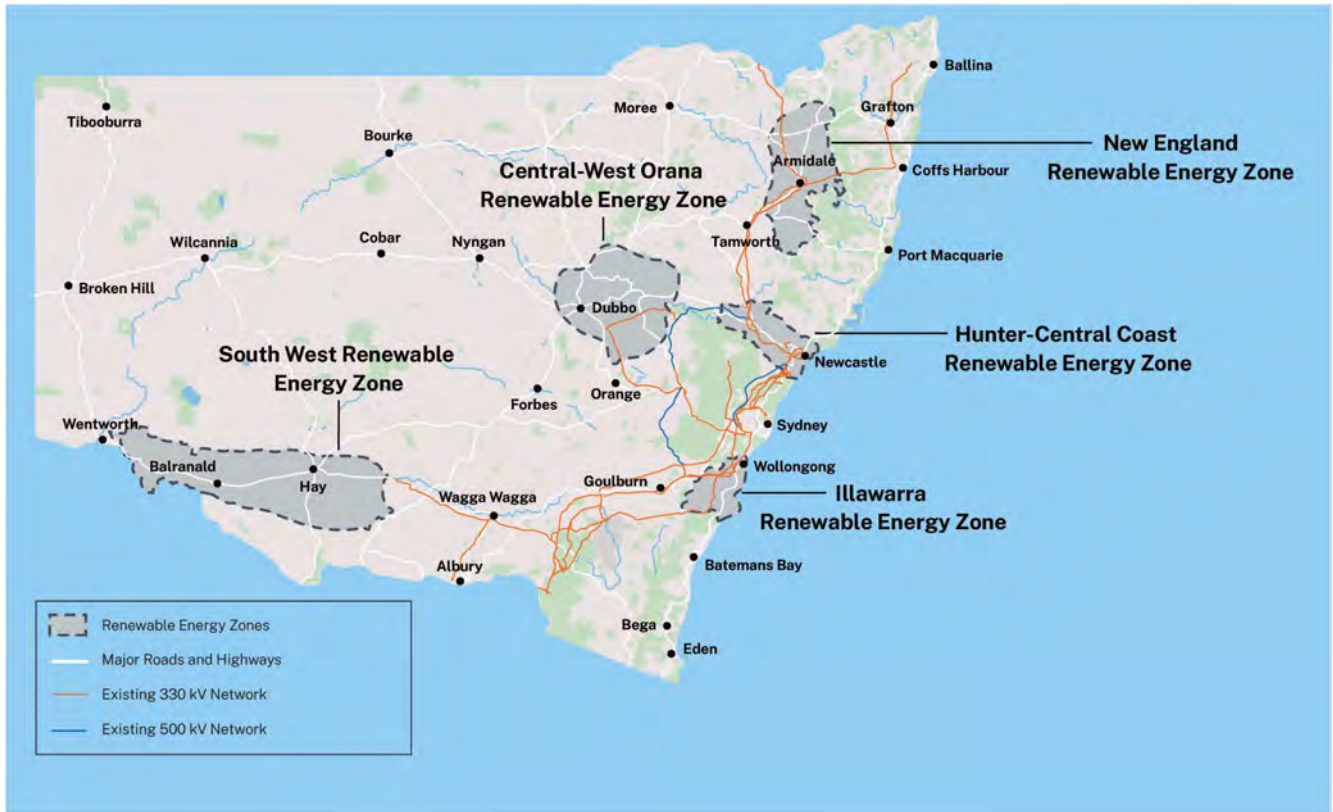 Ballina
Tibooburra
Moree
Grafton
Bourke
New England
Renewable Energy Zone
Central-West Orana
Renewable Energy Zone
Armidale
Coffs Harbour
Tamworth
Wilcannia
Cobar
Nyngan
Port Macquarie
Broken Hill
Dubbo
Hunter-Central Coast
Renewable Energy Zone
South West Renewable
Energy Zone
Newcastle
Orange
Forbes
Wentworth
Sydney
Balranald
Hay
Wollongong
Goulburn
Wagga Wagga
Illawarra
Renewable Energy Zone
Albury
Batemans Bay
Bega
Eden
Renewable Energy Zones
Major Roads and Highways
Existing 330 kV Network
Existing 500 kV Network